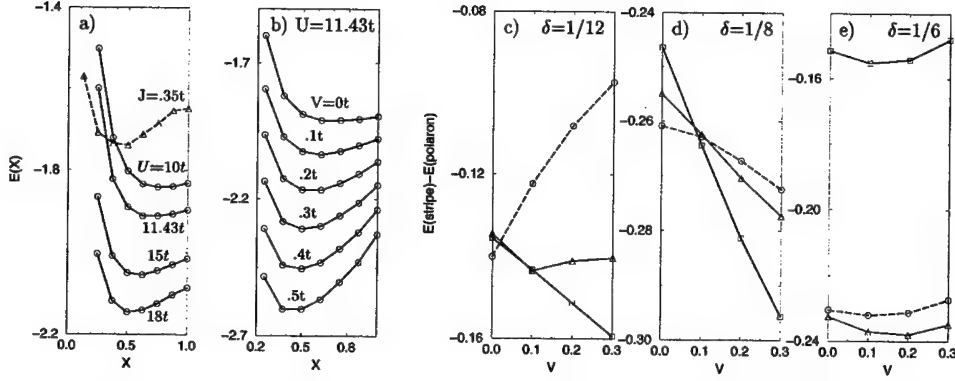 a)
−1.4
−1.8
−2.2
E(X)
J=.35t
U=10t
11.43t
15t
18t
0.0
0.5
1.0
X
b)
U=11.43t
−1.7
−2.2
−2.7
V=0t
.1t
.2t
.3t
.4t
.5t
0.2
0.5
0.8
X
E(stripe)−E(polaron)
c)
δ=1/12
−0.08
−0.12
−0.16
0.0
0.1
0.2
0.3
V
d)
δ=1/8
−0.24
−0.26
−0.28
−0.30
0.0
0.1
0.2
0.3
V
e)
δ=1/6
−0.16
−0.20
−0.24
0.0
0.1
0.2
0.3
V